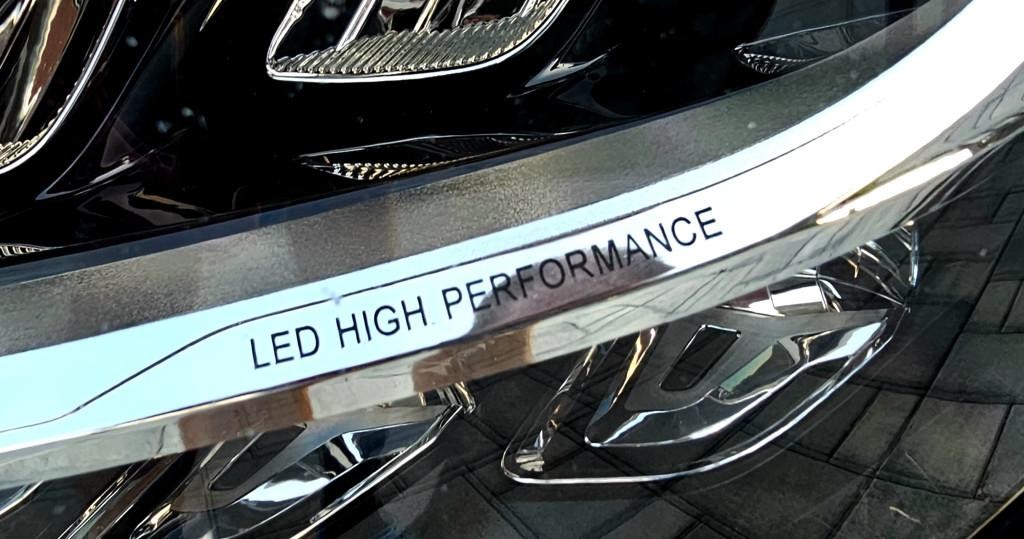 LED HIGH PERFORMANCE